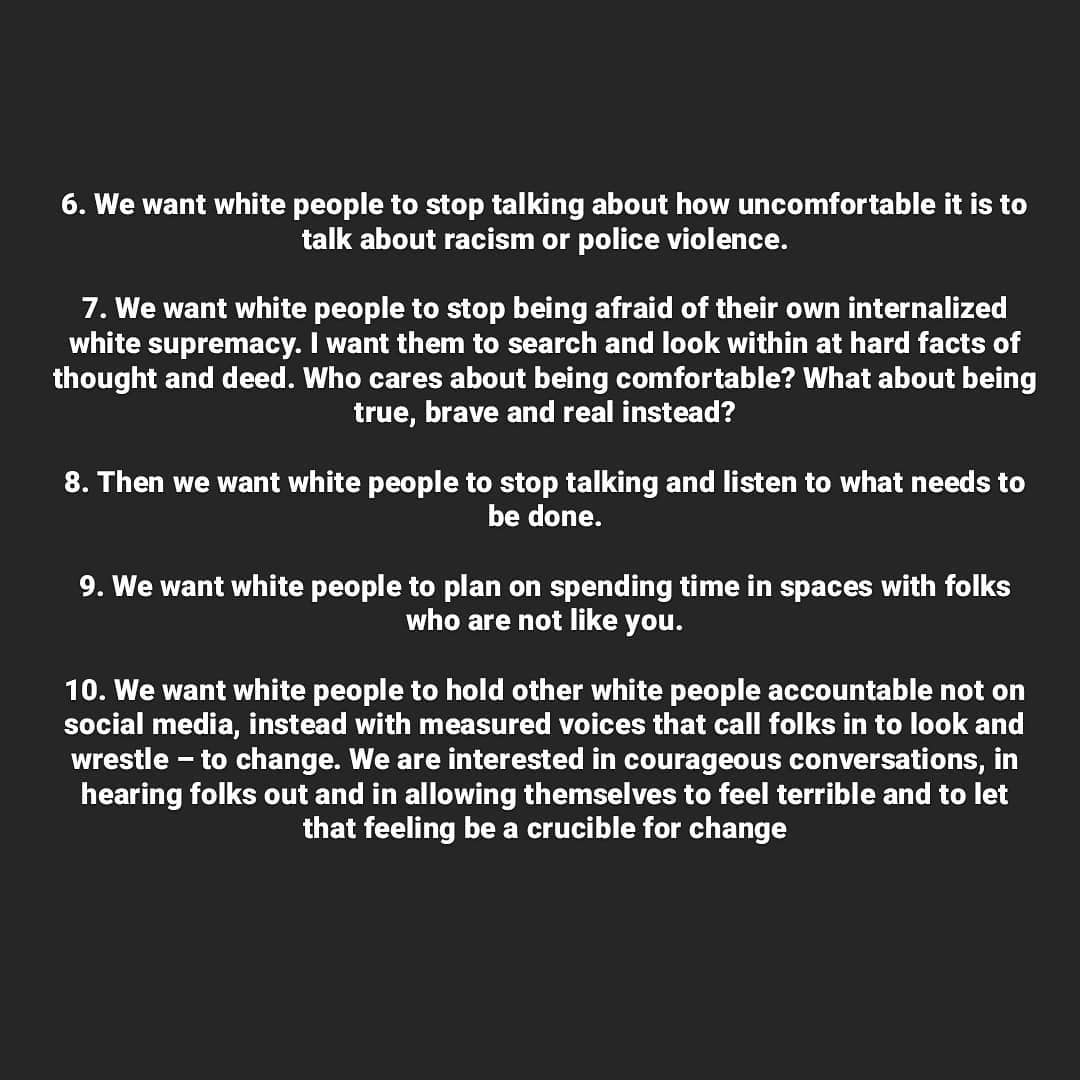 6. We want white people to stop talking about how uncomfortable it is to
talk about racism or police violence.
7. We want white people to stop being afraid of their own internalized
white supremacy. I want them to search and look within at hard facts of
thought and deed. Who cares about being comfortable? What about being
true, brave and real instead?
8. Then we want white people to stop talking and listen to what needs to
be done.
9. We want white people to plan on spending time in spaces with folks
who are not like you.
10. We want white people to hold other white people accountable not on
social media, instead with measured voices that call folks in to look and
wrestle – to change. We are interested in courageous conversations, in
hearing folks out and in allowing themselves to feel terrible and to let
that feeling be a crucible for change